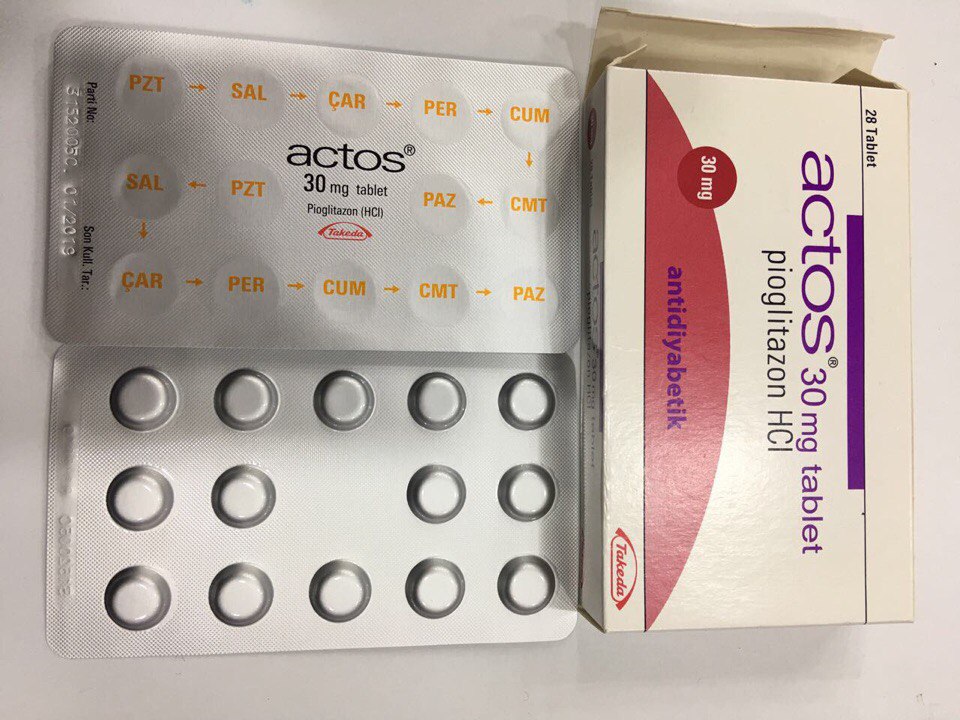 PZT → SAL → ÇAR → PER → CUM
actos®
30 mg tablet
Pioglitazon (HCl)
Takeda
SAL ← PZT
PAZ ← CMT
ÇAR → PER → CUM → CMT → PAZ
Parti No:
Son Kull. Tar.:
01/2019
28 Tablet
actos® 30 mg tablet
pioglitazon HCl
30 mg
antidiyabetik
Takeda